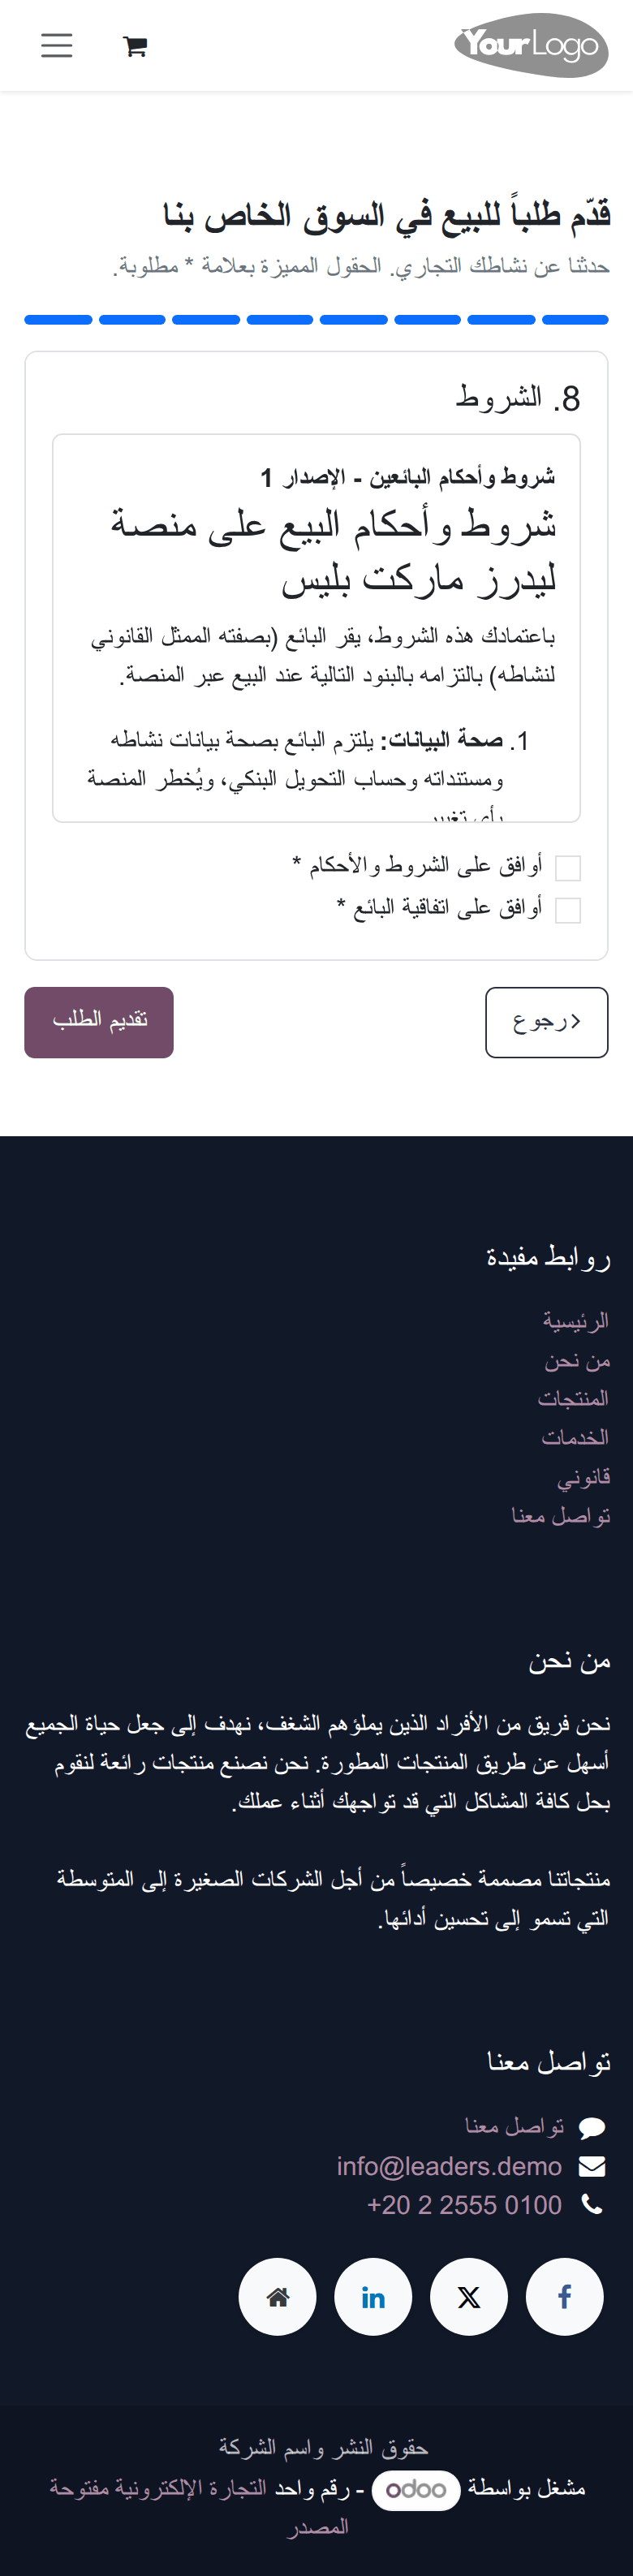 YourLogo
قدّم طلباً للبيع في السوق الخاص بنا
حدثنا عن نشاطك التجاري. الحقول المميزة بعلامة * مطلوبة.
8. الشروط
شروط وأحكام البائعين - الإصدار 1
شروط وأحكام البيع على منصة
ليدرز ماركت بليس
باعتمادك هذه الشروط، يقر البائع (بصفته الممثل القانوني
لنشاطه) بالتزامه بالبنود التالية عند البيع عبر المنصة.
1. صحة البيانات: يلتزم البائع بصحة بيانات نشاطه
ومستنداته وحساب التحويل البنكي، ويُخطر المنصة
بأي تغيير
أوافق على الشروط والأحكام *
أوافق على اتفاقية البائع *
رجوع
تقديم الطلب
روابط مفيدة
الرئيسية
من نحن
المنتجات
الخدمات
قانوني
تواصل معنا
من نحن
نحن فريق من الأفراد الذين يملؤهم الشغف، نهدف إلى جعل حياة الجميع
أسهل عن طريق المنتجات المطورة. نحن نصنع منتجات رائعة لنقوم
بحل كافة المشاكل التي قد تواجهك أثناء عملك.
منتجاتنا مصممة خصيصاً من أجل الشركات الصغيرة إلى المتوسطة
التي تسمو إلى تحسين أدائها.
تواصل معنا
تواصل معنا
info@leaders.demo
+20 2 2555 0100
حقوق النشر واسم الشركة
مشغل بواسطة odoo - رقم واحد التجارة الإلكترونية مفتوحة
المصدر